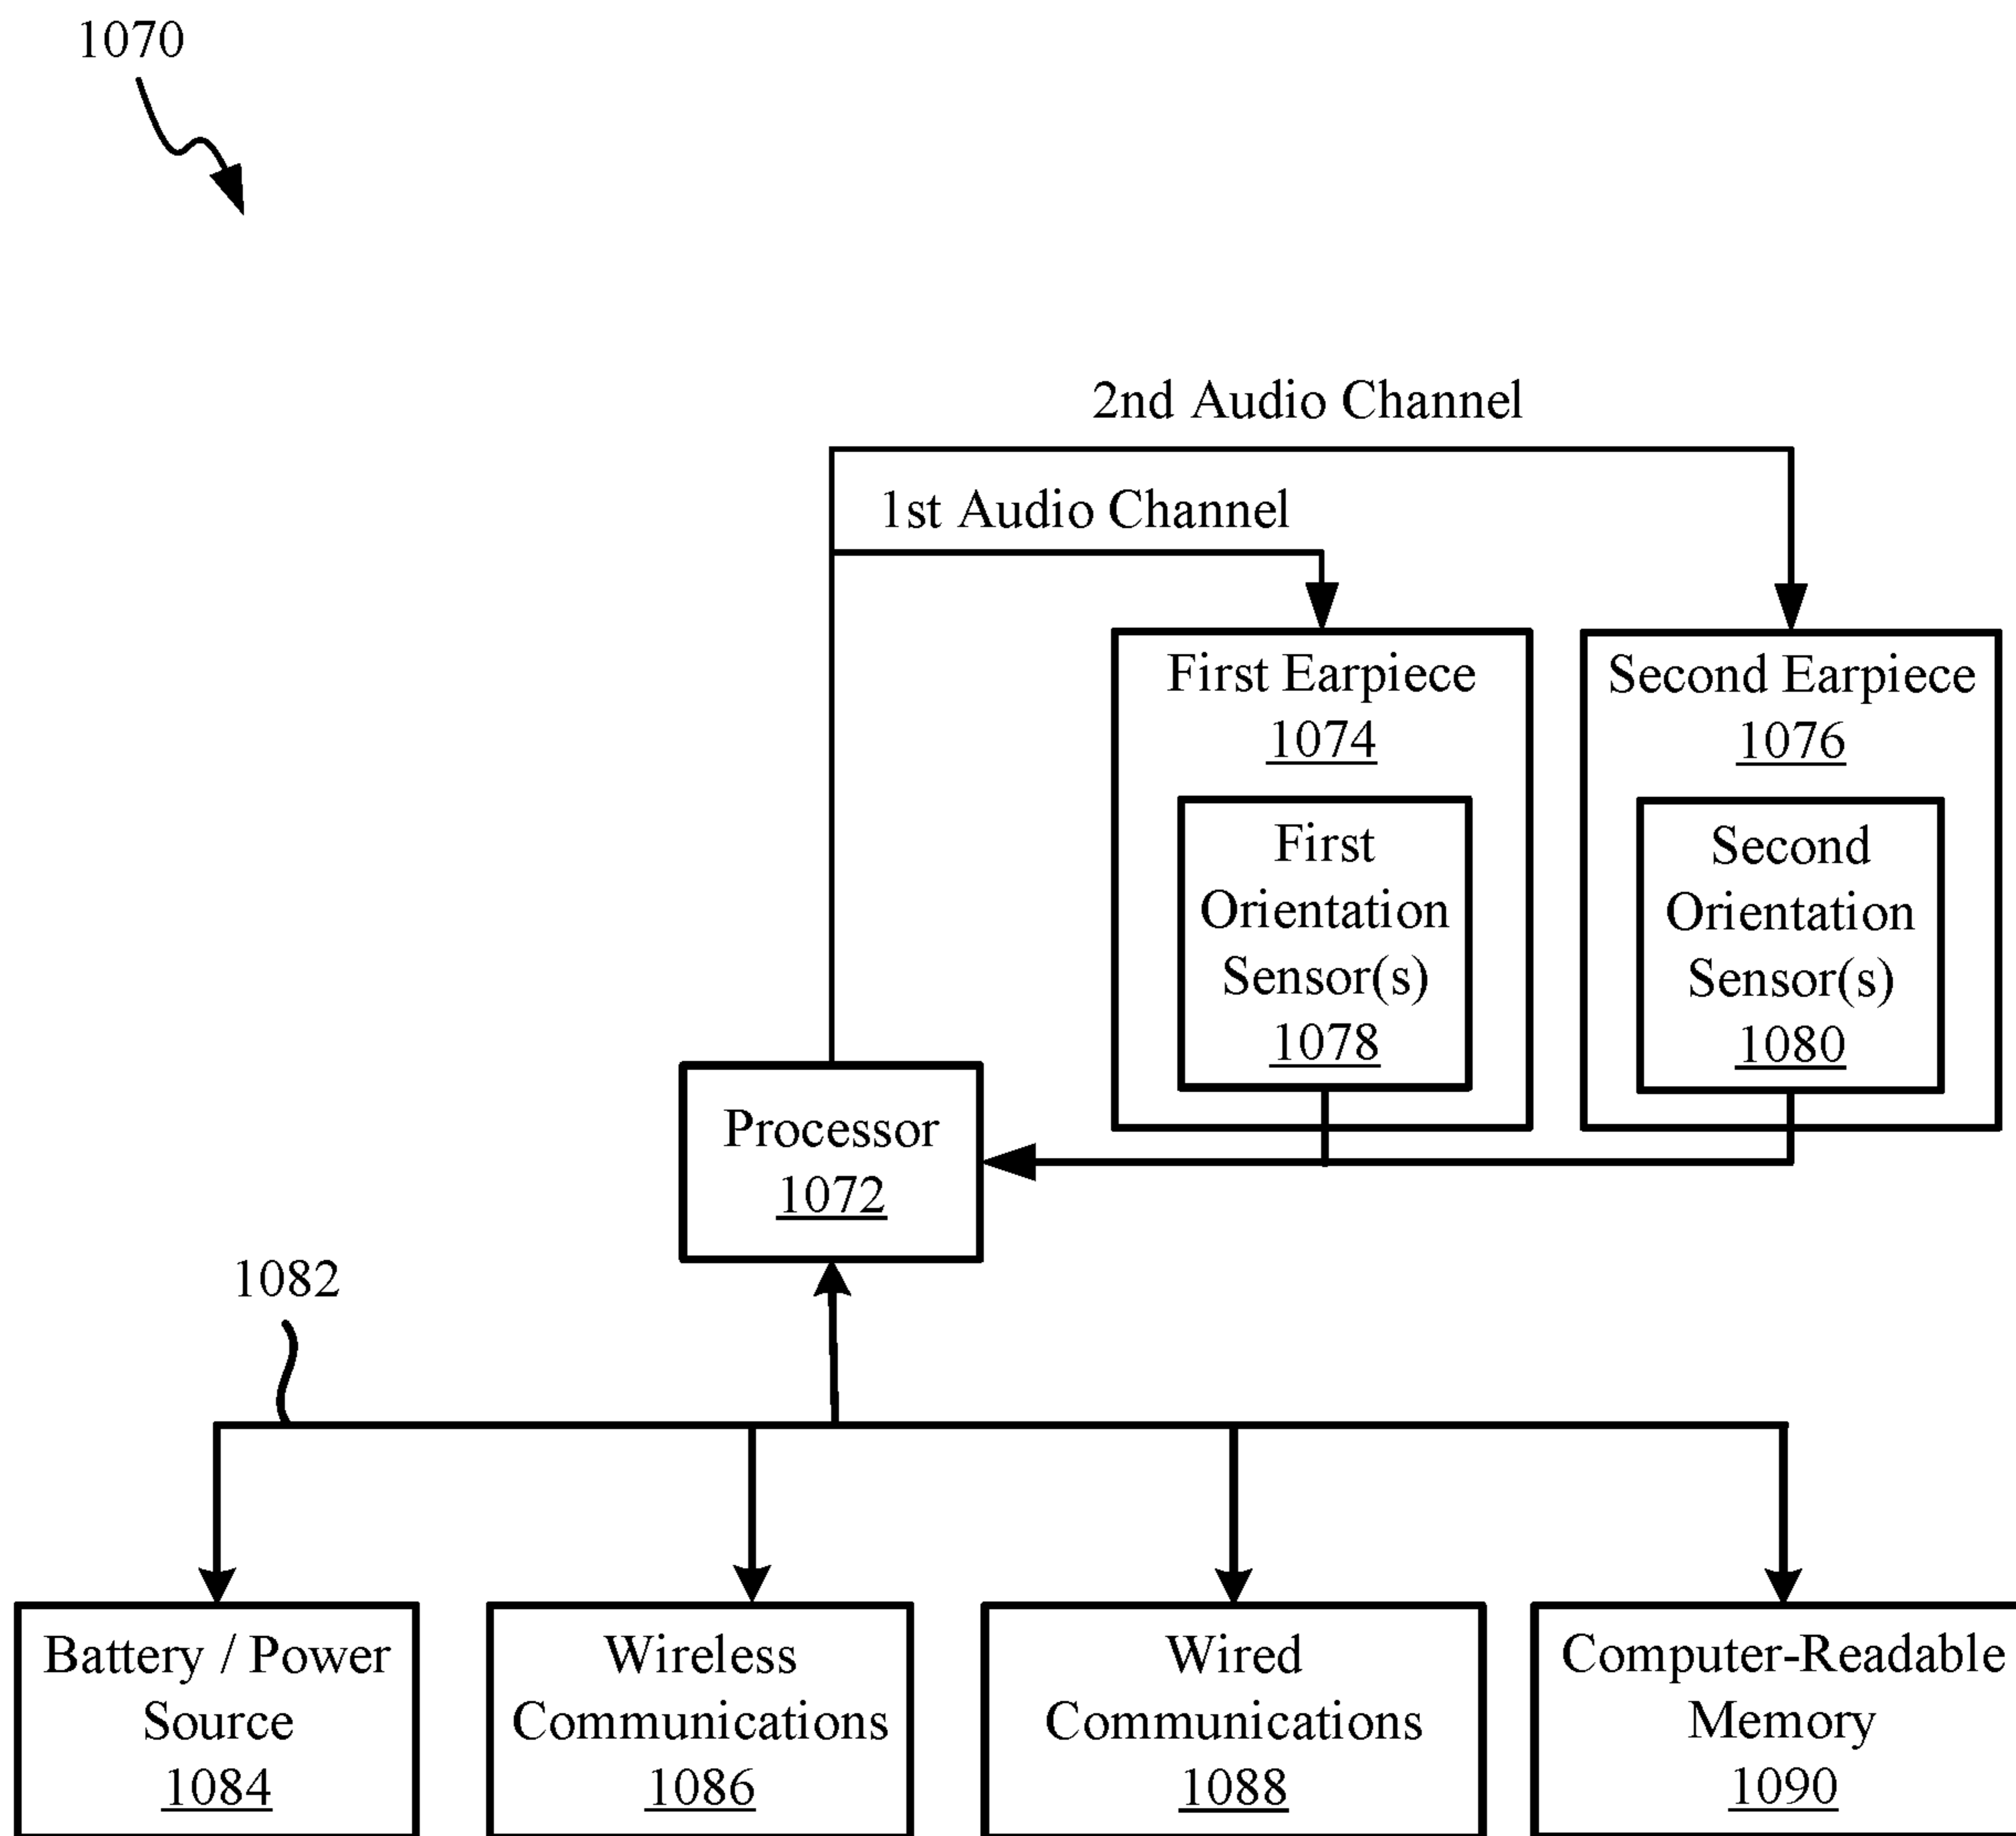 1070
2nd Audio Channel
1st Audio Channel
First Earpiece
1074
First
Orientation
Sensor(s)
1078
Second Earpiece
1076
Second
Orientation
Sensor(s)
1080
Processor
1072
1082
Battery / Power
Source
1084
Wireless
Communications
1086
Wired
Communications
1088
Computer-Readable
Memory
1090